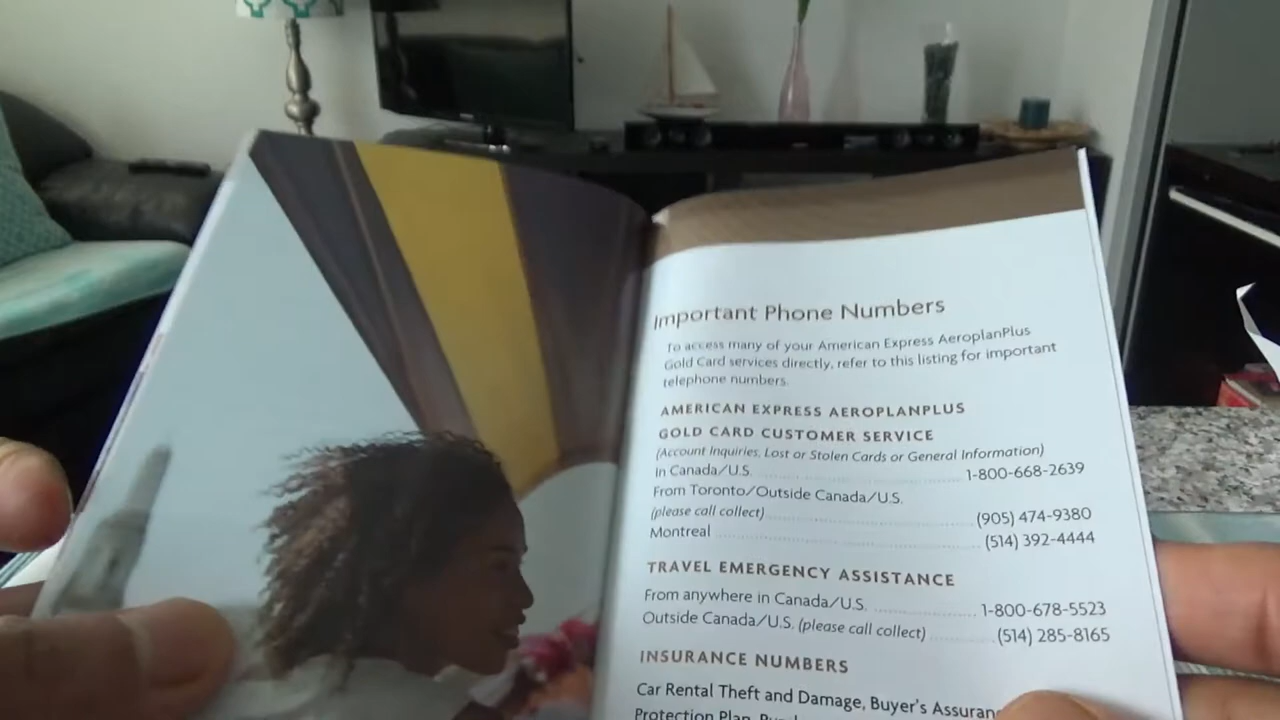 Important Phone Numbers
To access many of your American Express AeroplanPlus
Gold Card services directly, refer to this listing for important
telephone numbers.
AMERICAN EXPRESS AEROPLANPLUS
GOLD CARD CUSTOMER SERVICE
(Account Inquiries, Lost or Stolen Cards or General Information)
In Canada/U.S. 1-800-668-2639
From Toronto/Outside Canada/U.S.
(please call collect) (905) 474-9380
Montreal (514) 392-4444
TRAVEL EMERGENCY ASSISTANCE
From anywhere in Canada/U.S. 1-800-678-5523
Outside Canada/U.S. (please call collect) (514) 285-8165
INSURANCE NUMBERS
Car Rental Theft and Damage, Buyer's
Protection Plan,